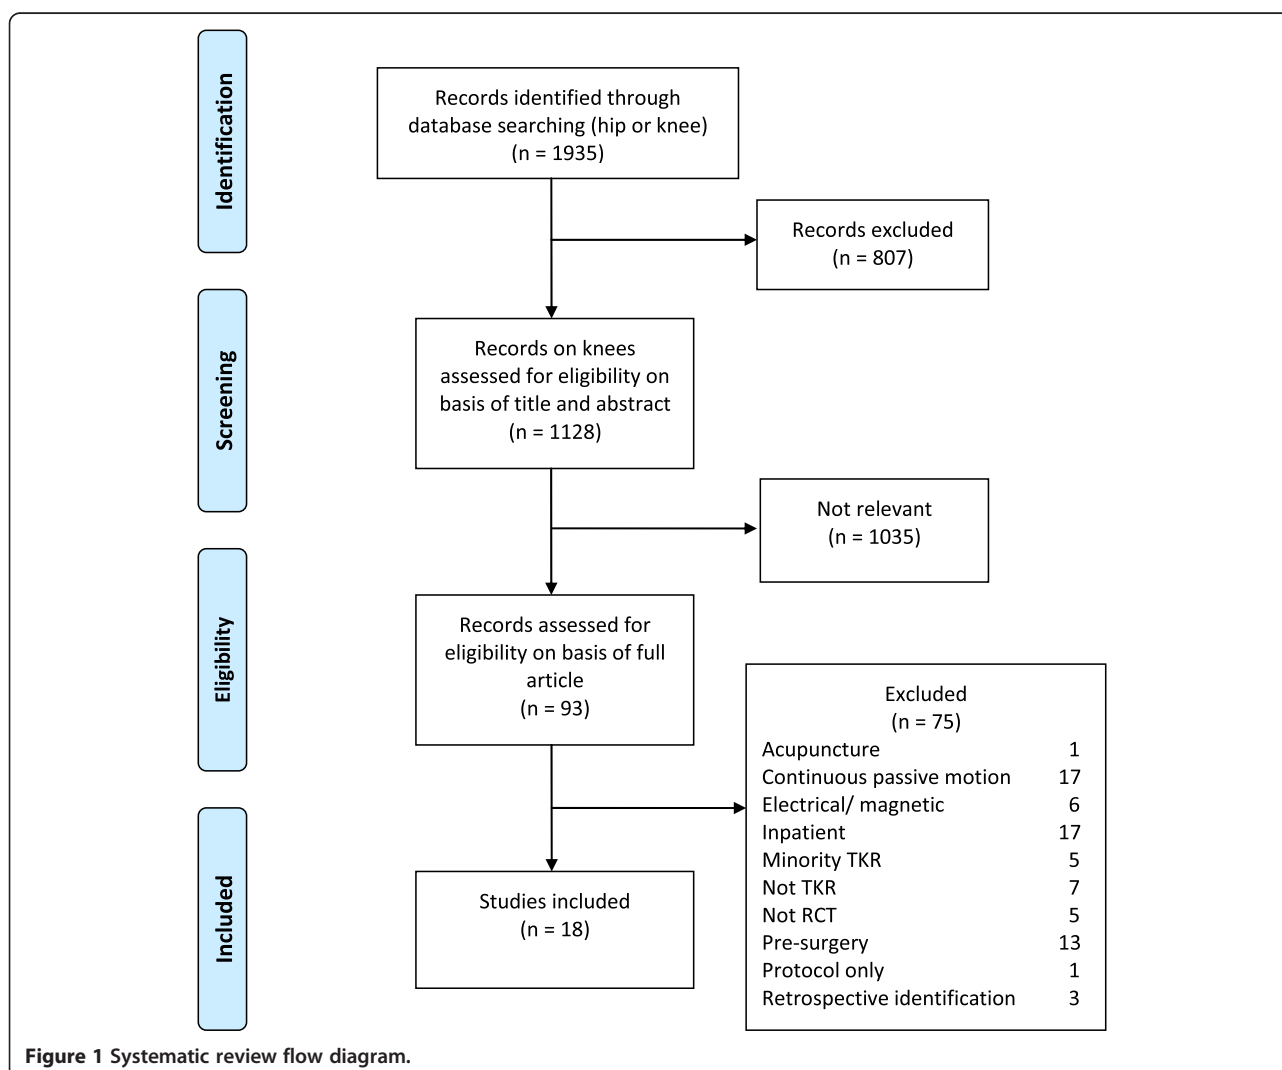 Identification
Records identified through
database searching (hip or knee)
(n = 1935)
Records excluded
(n = 807)
Screening
Records on knees
assessed for eligibility on
basis of title and abstract
(n = 1128)
Not relevant
(n = 1035)
Eligibility
Records assessed for
eligibility on basis of full
article
(n = 93)
Excluded
(n = 75)
Acupuncture 1
Continuous passive motion 17
Electrical/ magnetic 6
Inpatient 17
Minority TKR 5
Not TKR 7
Not RCT 5
Pre-surgery 13
Protocol only 1
Retrospective identification 3
Included
Studies included
(n = 18)
Figure 1 Systematic review flow diagram.